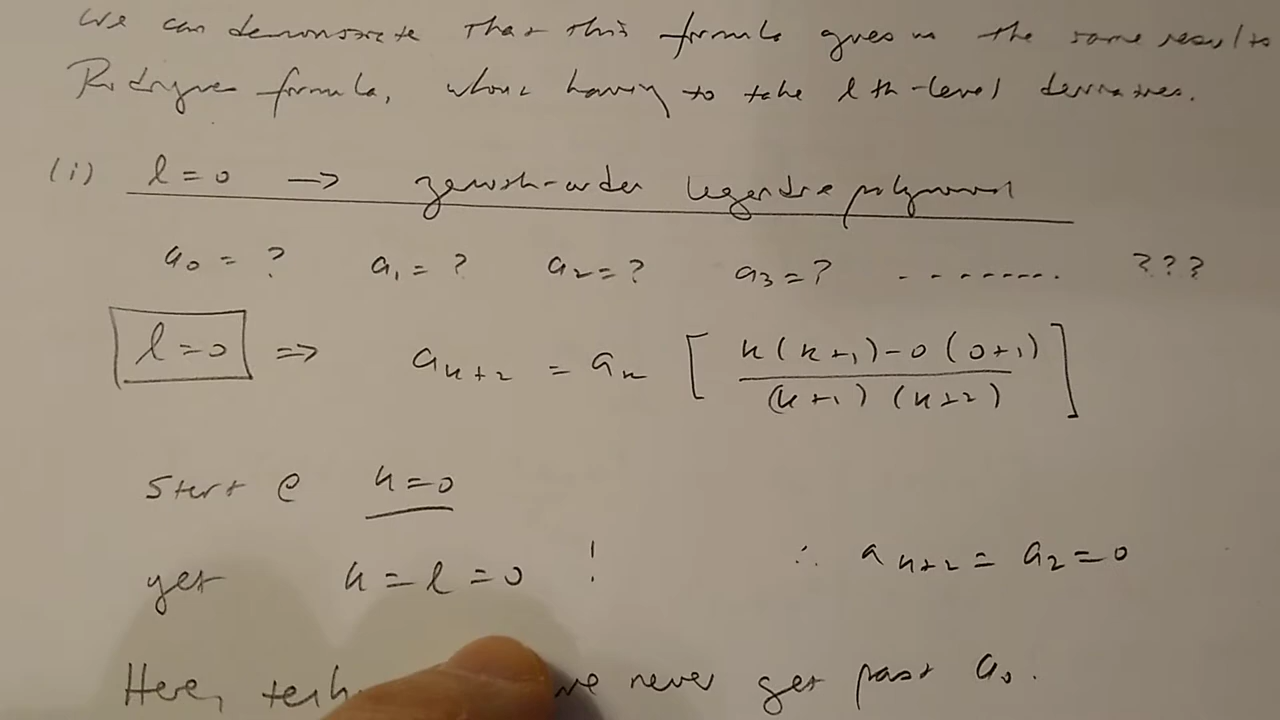 We can demonstrate that this formula gives us the same results
Rodrigues formula, without having to take l th-level derivatives.
(i) l=0 → zeroth-order Legendre polynomial
a₀ = ? a₁ = ? a₂ = ? a₃ = ? - - - - - - - . ???
l=0 ⇒ aₙ₊₂ = aₙ [ n(n+1)-0(0+1) / (n+1)(n+2) ]
Start @ n=0
yet n=l=0 ! ∴ aₙ₊₂ = a₂ = 0
Here, we never get past a₀.